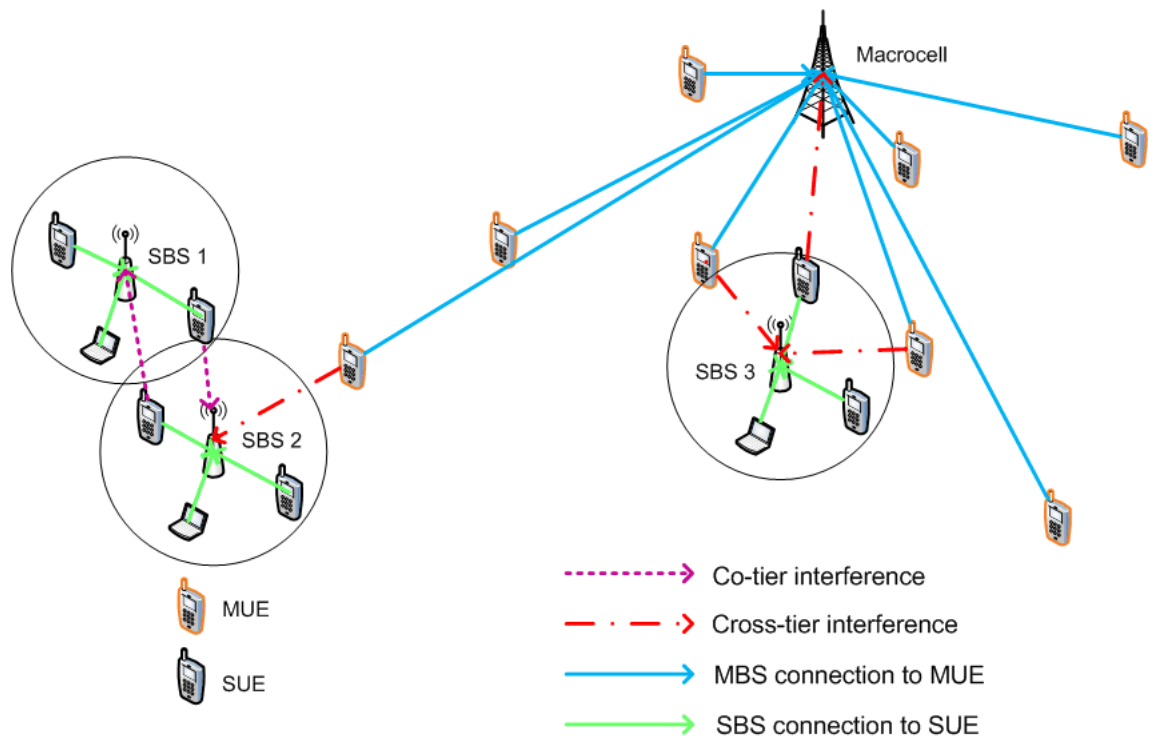 Macrocell
SBS 1
SBS 3
SBS 2
MUE
SUE
Co-tier interference
Cross-tier interference
MBS connection to MUE
SBS connection to SUE